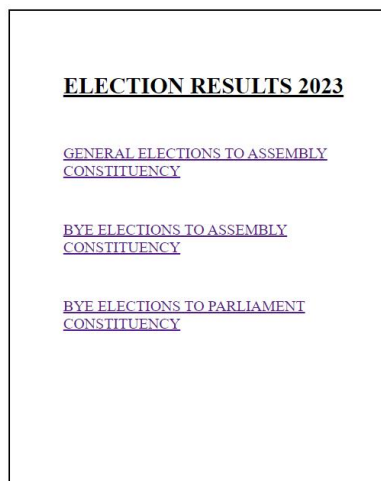 ELECTION RESULTS 2023
GENERAL ELECTIONS TO ASSEMBLY
CONSTITUENCY
BYE ELECTIONS TO ASSEMBLY
CONSTITUENCY
BYE ELECTIONS TO PARLIAMENT
CONSTITUENCY